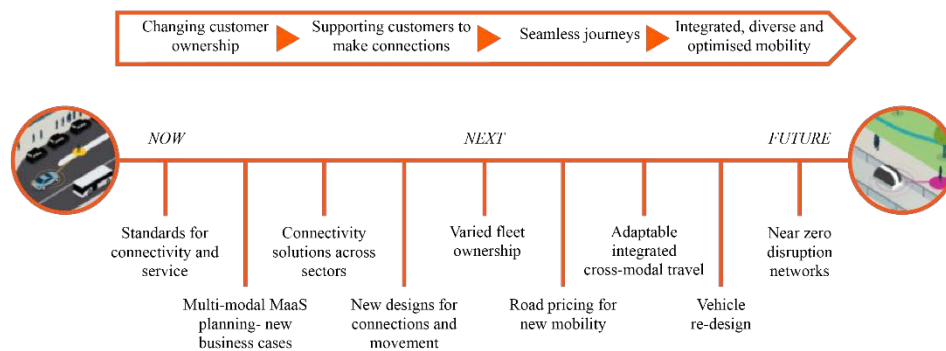 Changing customer
ownership
Supporting customers to
make connections
Seamless journeys
Integrated, diverse and
optimised mobility
NOW
NEXT
FUTURE
Standards for
connectivity and
service
Connectivity
solutions across
sectors
Varied fleet
ownership
Adaptable
integrated
cross-modal travel
Near zero
disruption
networks
Multi-modal MaaS
planning- new
business cases
New designs for
connections and
movement
Road pricing for
new mobility
Vehicle
re-design